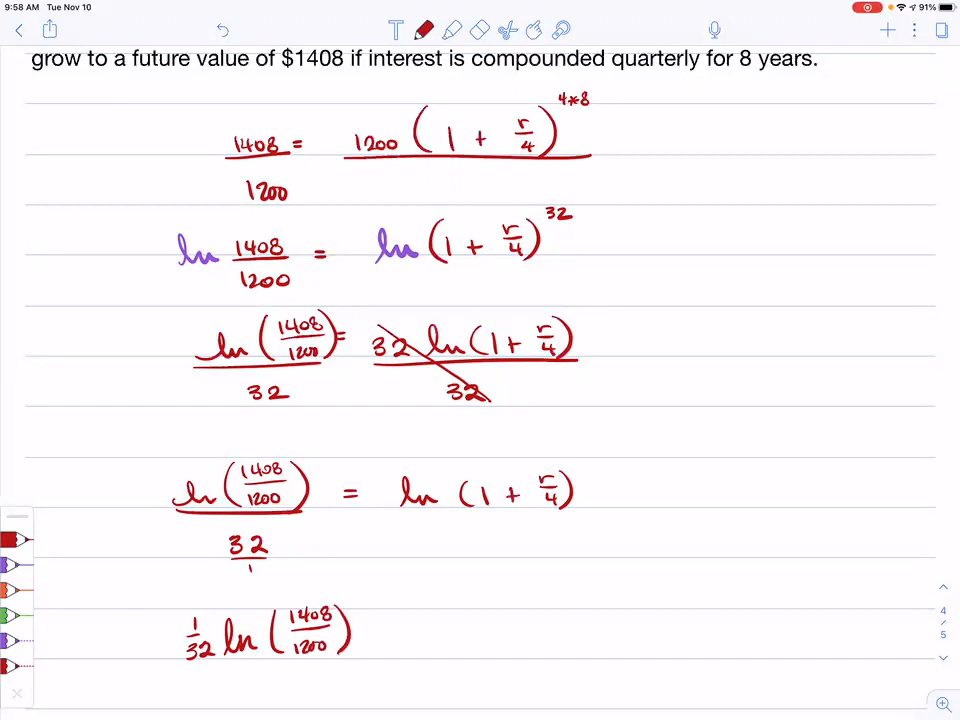 9:58 AM Tue Nov 10 91%
T
grow to a future value of $1408 if interest is compounded quarterly for 8 years.
1408/1200 = 1200 (1 + r/4)^4*8
ln 1408/1200 = ln (1 + r/4)^32
ln (1408/1200)/32 = 32 ln (1 + r/4)/32
ln (1408/1200)/32/1 = ln (1 + r/4)
1/32 ln (1408/1200)
4/5